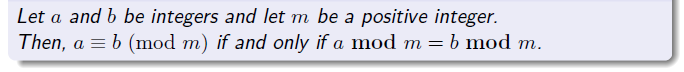 Let a and b be integers and let m be a positive integer.
Then, a ≡ b (mod m) if and only if a mod m = b mod m.